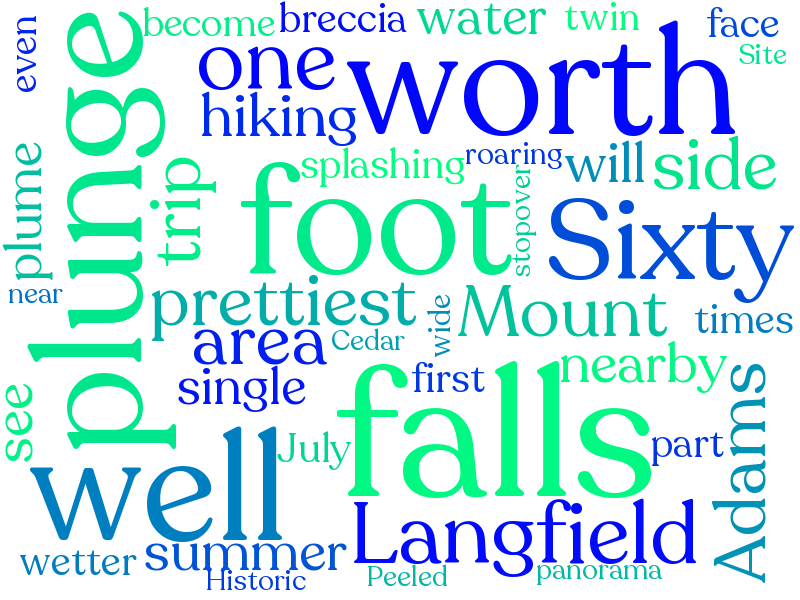 even
plunge
become
breccia
water
twin
face
Site
one
worth
hiking
plume
trip
splashing
roaring
will
side
foot
stopover
Sixty
near
prettiest
area
Cedar
wide
Mount
times
single
first
nearby
see
July
falls
part
Adams
well
Langfield
wetter
summer
Historic
Peeled
panorama